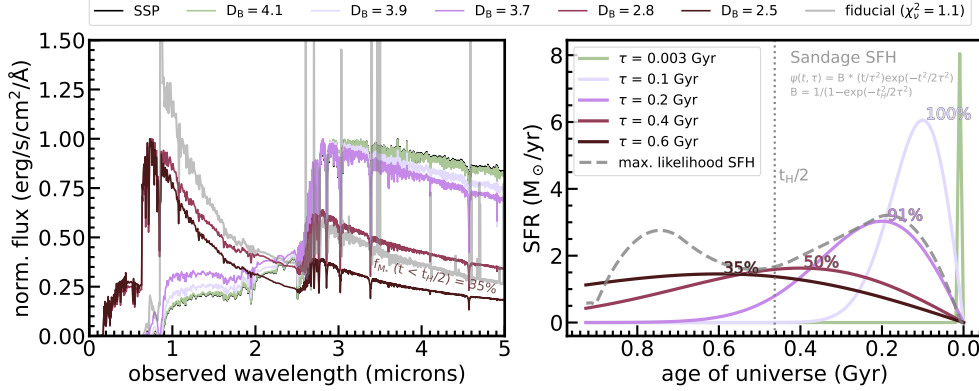 SSP D_B = 4.1 D_B = 3.9 D_B = 3.7 D_B = 2.8 D_B = 2.5 fiducial (χ²_ν = 1.1)
norm. flux (erg/s/cm²/Å)
1.50
1.25
1.00
0.75
0.50
0.25
0.00
0 1 2 3 4 5
observed wavelength (microns)
f_M* (t < t_H/2) = 35%
SFR (M_⊙/yr)
8
6
4
2
0
τ = 0.003 Gyr
τ = 0.1 Gyr
τ = 0.2 Gyr
τ = 0.4 Gyr
τ = 0.6 Gyr
max. likelihood SFH
Sandage SFH
ψ(t, τ) = B * (t/τ²)exp(−t²/2τ²)
B = 1/(1−exp(−t_H²/2τ²)
100%
t_H/2
91%
50%
35%
0.8 0.6 0.4 0.2 0.0
age of universe (Gyr)